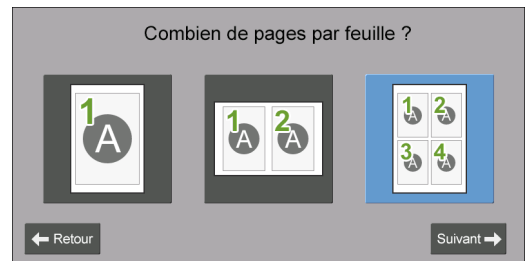 Combien de pages par feuille ?
1
A
1 2
A A
1 2
A A
3 4
A A
Retour
Suivant